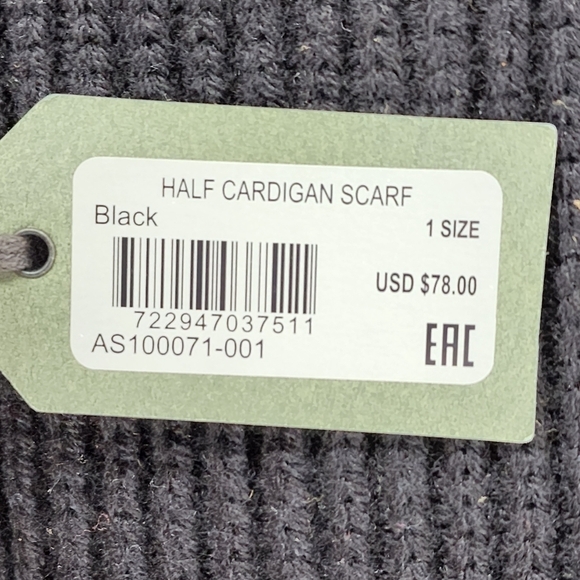 HALF CARDIGAN SCARF
Black
1 SIZE
USD $78.00
722947037511
AS100071-001
EAC